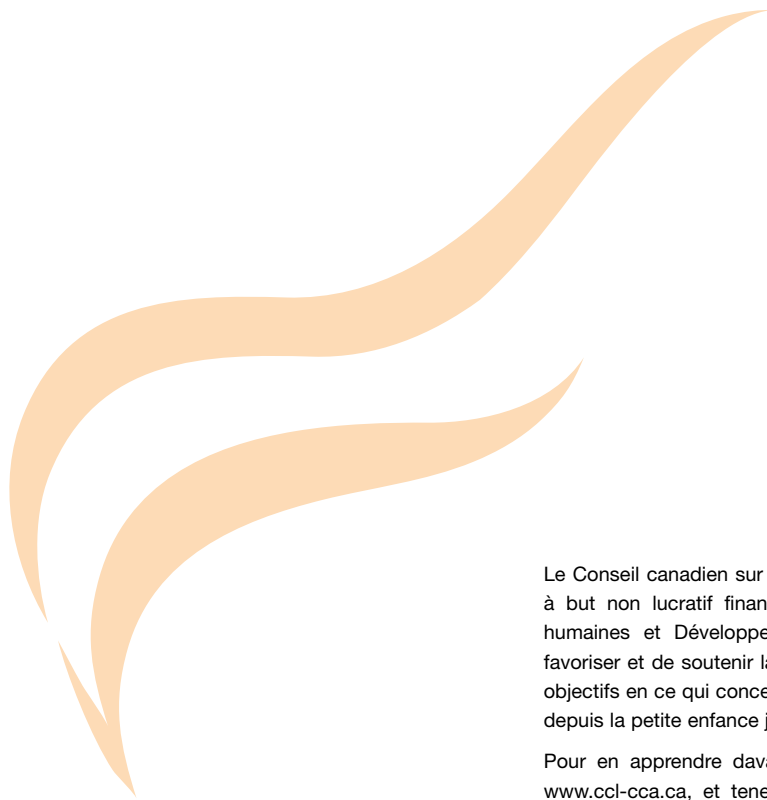 Le Conseil canadien sur
à but non lucratif finan
humaines et Développe
favoriser et de soutenir l
objectifs en ce qui conce
depuis la petite enfance
Pour en apprendre dava
www.ccl-cca.ca, et tene